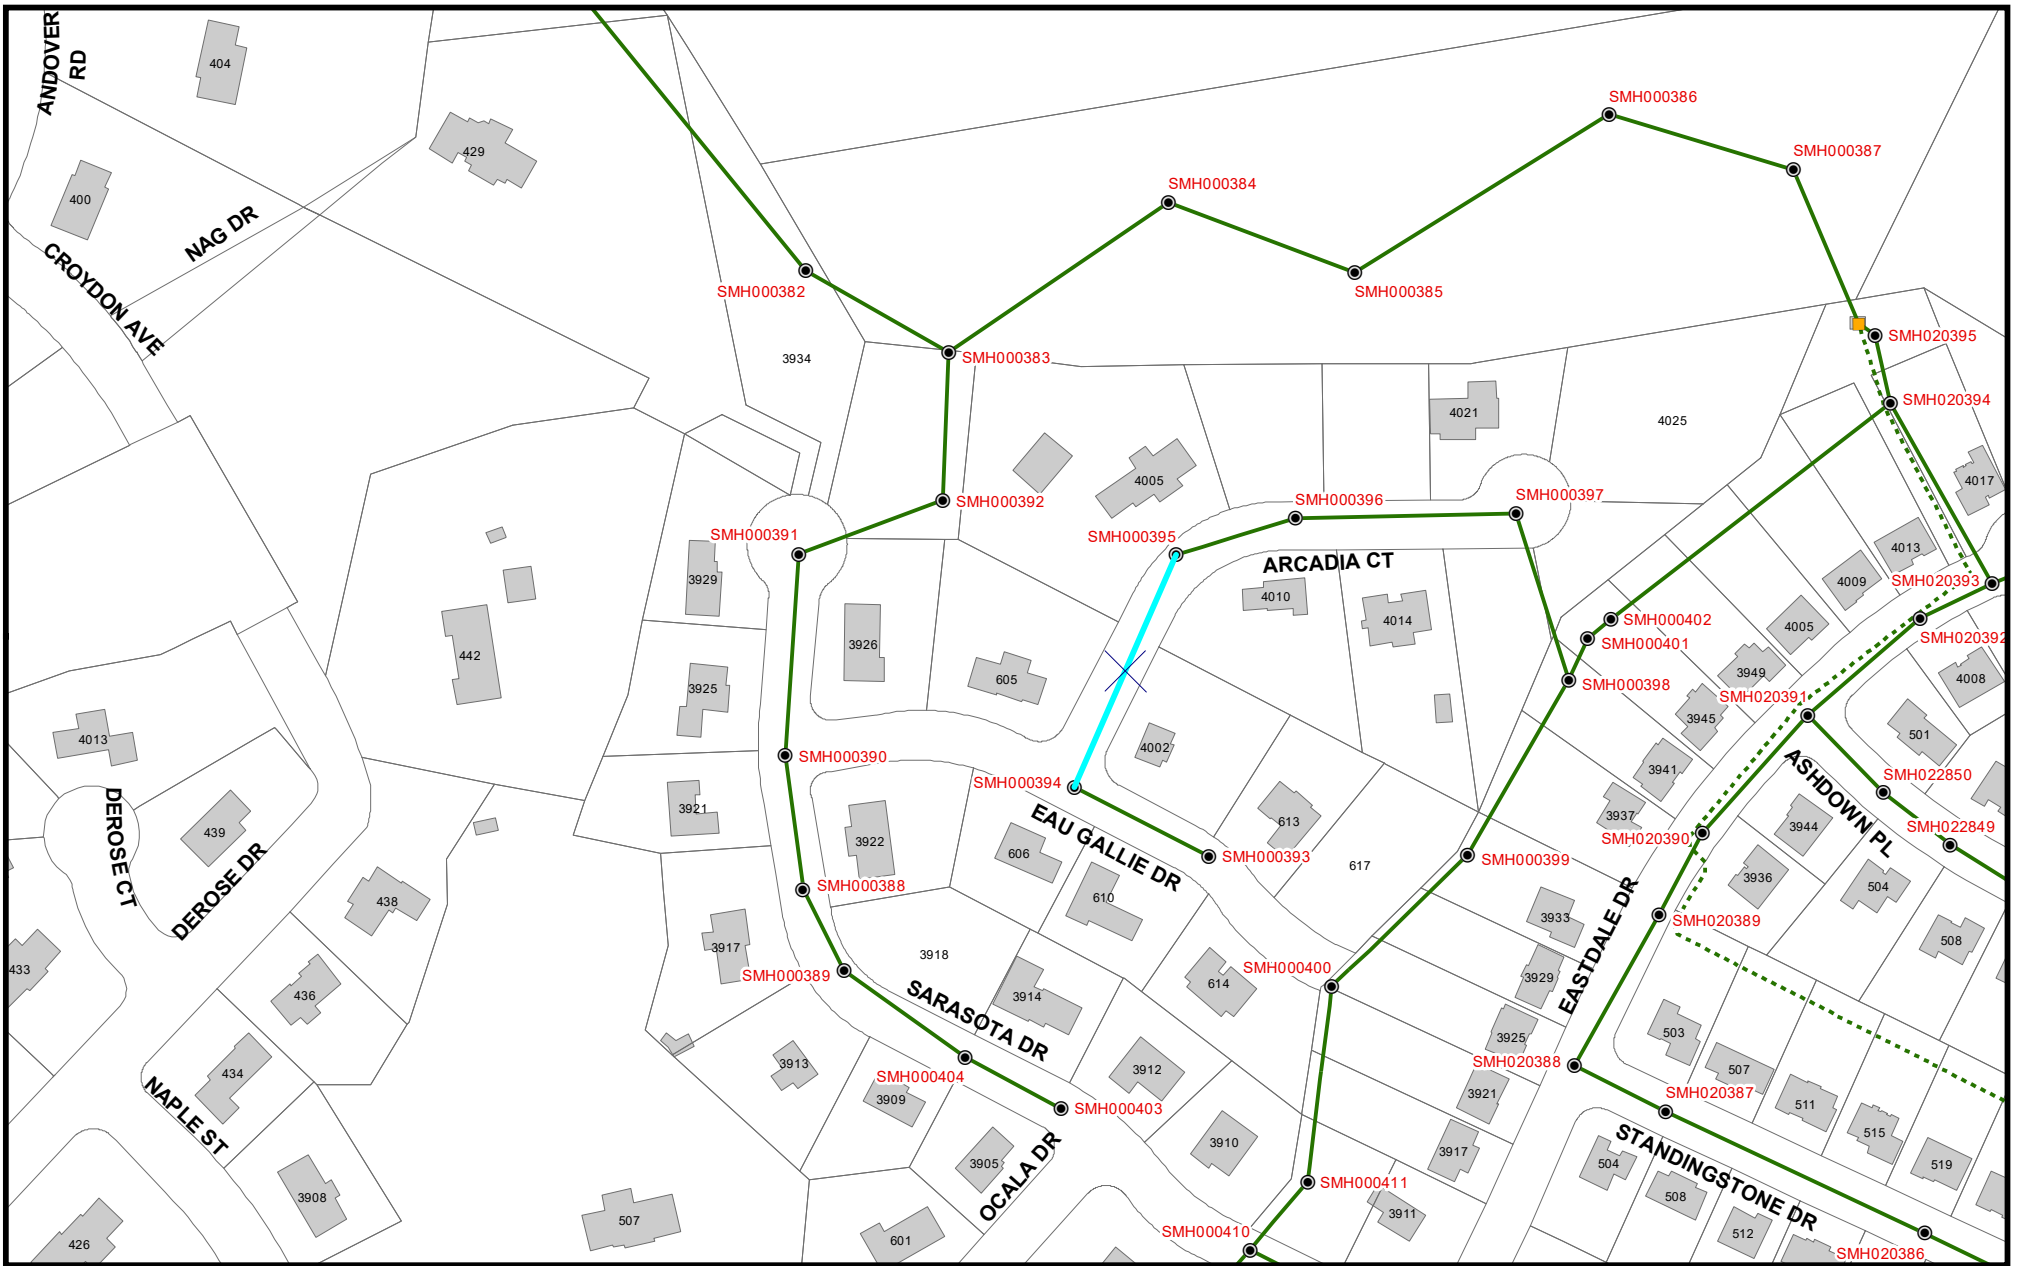 ANDOVER
RD
404
429
400
NAG DR
CROYDON AVE
SMH000386
SMH000387
SMH000384
SMH000382
SMH000385
SMH020395
3934
SMH000383
SMH020394
4021
4025
4005
4017
SMH000392
SMH000396
SMH000397
SMH000391
SMH000395
ARCADIA CT
4013
3929
4009
SMH020393
4010
4014
SMH000402
4005
SMH020392
3926
SMH000401
442
605
3949
4008
3925
SMH000398
SMH020391
3945
4013
4002
501
SMH000390
3941
ASHDOWN PL
SMH022850
SMH000394
DEROSE CT
439
3921
EAU GALLIE DR
613
3937
3944
SMH022849
3922
606
SMH000393
SMH020390
DEROSE DR
617
SMH000399
3936
504
438
SMH000388
610
3933
SMH020389
3917
3918
508
433
SMH000389
SMH000400
EASTDALE DR
3929
436
SARASOTA DR
3914
614
3925
503
434
3913
SMH020388
507
SMH000404
3912
3921
SMH020387
3909
SMH000403
511
NAPLE ST
3910
3917
STANDINGSTONE DR
515
3905
OCALA DR
504
519
3908
SMH000411
508
507
3911
SMH000410
512
426
601
SMH020386